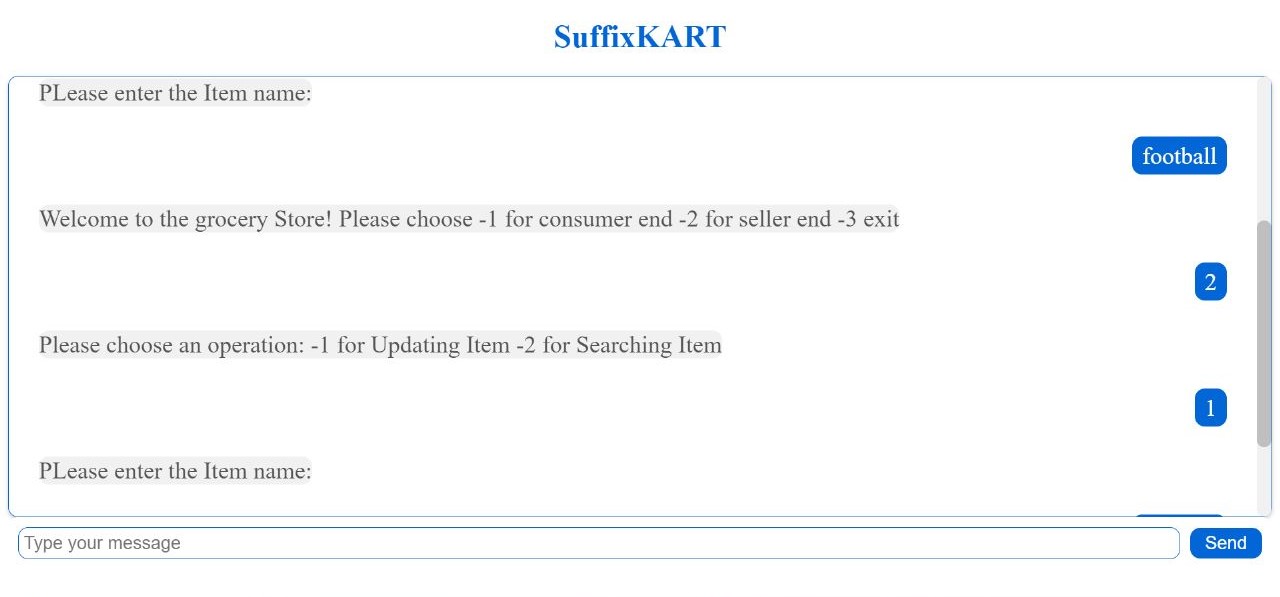 SuffixKART
PLease enter the Item name:
football
Welcome to the grocery Store! Please choose -1 for consumer end -2 for seller end -3 exit
2
Please choose an operation: -1 for Updating Item -2 for Searching Item
1
PLease enter the Item name:
Type your message
Send